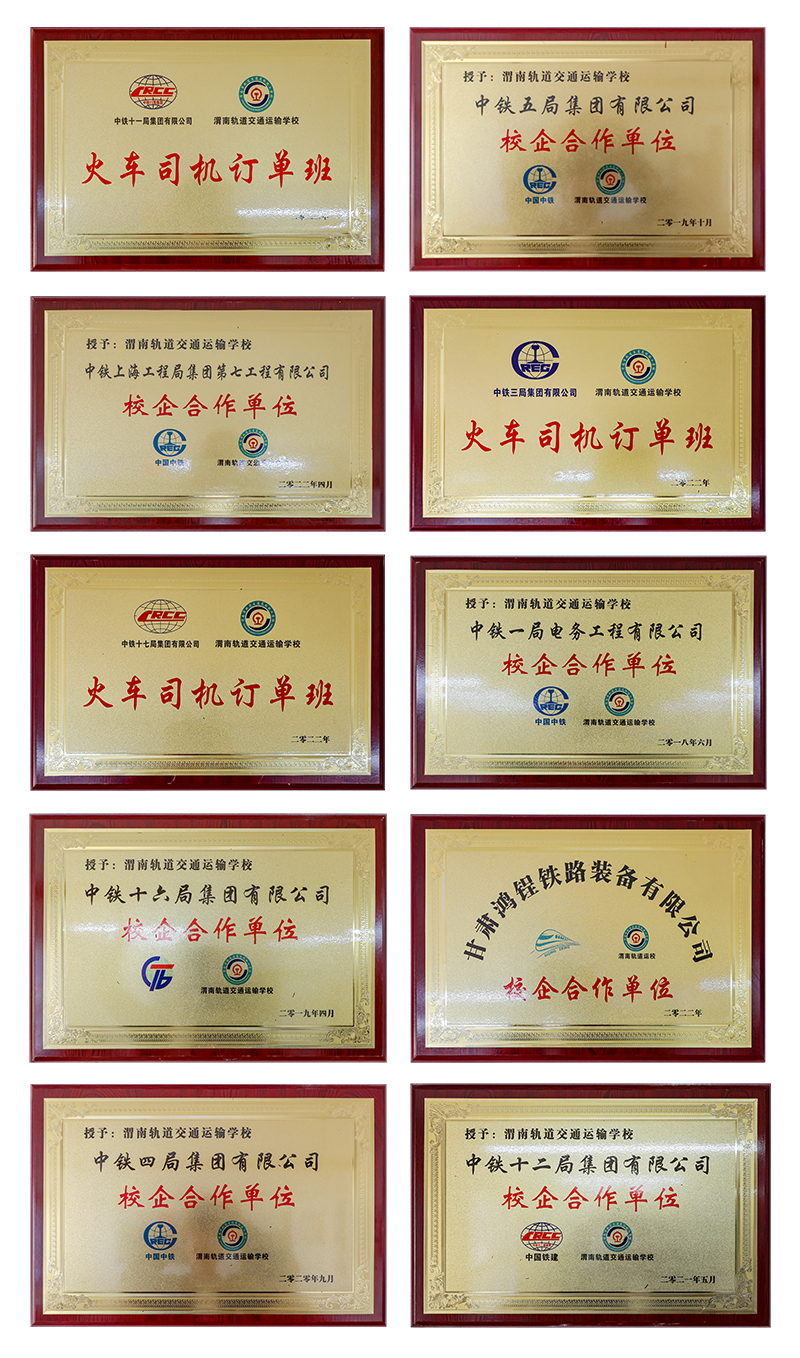 CRCC
中铁十一局集团有限公司
渭南轨道交通运输学校
火车司机订单班
授予：渭南轨道交通运输学校
中铁五局集团有限公司
校企合作单位
中国中铁
渭南轨道交通运输学校
二零一九年十月
授予：渭南轨道交通运输学校
中铁上海工程局集团第七工程有限公司
校企合作单位
中国中铁
二零二二年四月
中铁三局集团有限公司
渭南轨道交通运输学校
火车司机订单班
二零二二年
CRCC
中铁十七局集团有限公司
渭南轨道交通运输学校
火车司机订单班
二零二二年
授予：渭南轨道交通运输学校
中铁一局电务工程有限公司
校企合作单位
中国中铁
渭南轨道交通运输学校
二零一八年六月
授予：渭南轨道交通运输学校
中铁十六局集团有限公司
校企合作单位
渭南轨道交通运输学校
二零一九年四月
甘肃鸿锃铁路装备有限公司
渭南轨道运校
校企合作单位
二零二二年
授予：渭南轨道交通运输学校
中铁四局集团有限公司
校企合作单位
中国中铁
渭南轨道交通运输学校
二零二零年九月
授予：渭南轨道交通运输学校
中铁十二局集团有限公司
校企合作单位
CRCC
中国铁建
渭南轨道交通运输学校
二零二一年五月